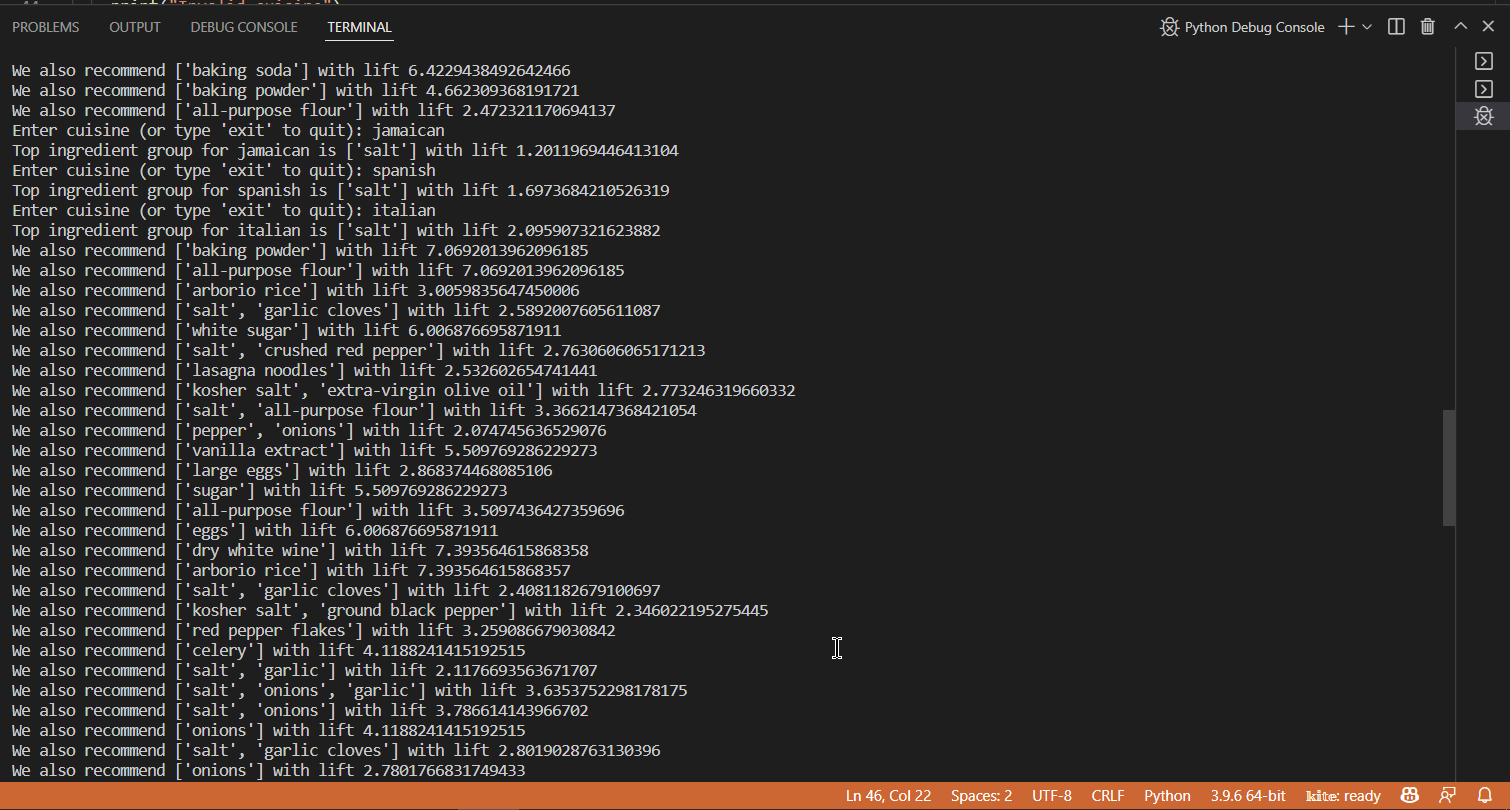 PROBLEMS OUTPUT DEBUG CONSOLE TERMINAL Python Debug Console
We also recommend ['baking soda'] with lift 6.4229438492642466
We also recommend ['baking powder'] with lift 4.662309368191721
We also recommend ['all-purpose flour'] with lift 2.472321170694137
Enter cuisine (or type 'exit' to quit): jamaican
Top ingredient group for jamaican is ['salt'] with lift 1.2011969446413104
Enter cuisine (or type 'exit' to quit): spanish
Top ingredient group for spanish is ['salt'] with lift 1.6973684210526319
Enter cuisine (or type 'exit' to quit): italian
Top ingredient group for italian is ['salt'] with lift 2.095907321623882
We also recommend ['baking powder'] with lift 7.0692013962096185
We also recommend ['all-purpose flour'] with lift 7.0692013962096185
We also recommend ['arborio rice'] with lift 3.0059835647450006
We also recommend ['salt', 'garlic cloves'] with lift 2.5892007605611087
We also recommend ['white sugar'] with lift 6.006876695871911
We also recommend ['salt', 'crushed red pepper'] with lift 2.7630606065171213
We also recommend ['lasagna noodles'] with lift 2.532602654741441
We also recommend ['kosher salt', 'extra-virgin olive oil'] with lift 2.773246319660332
We also recommend ['salt', 'all-purpose flour'] with lift 3.3662147368421054
We also recommend ['pepper', 'onions'] with lift 2.074745636529076
We also recommend ['vanilla extract'] with lift 5.509769286229273
We also recommend ['large eggs'] with lift 2.868374468085106
We also recommend ['sugar'] with lift 5.509769286229273
We also recommend ['all-purpose flour'] with lift 3.5097436427359696
We also recommend ['eggs'] with lift 6.006876695871911
We also recommend ['dry white wine'] with lift 7.393564615868358
We also recommend ['arborio rice'] with lift 7.393564615868357
We also recommend ['salt', 'garlic cloves'] with lift 2.4081182679100697
We also recommend ['kosher salt', 'ground black pepper'] with lift 2.346022195275445
We also recommend ['red pepper flakes'] with lift 3.259086679030842
We also recommend ['celery'] with lift 4.1188241415192515
We also recommend ['salt', 'garlic'] with lift 2.1176693563671707
We also recommend ['salt', 'onions', 'garlic'] with lift 3.6353752298178175
We also recommend ['salt', 'onions'] with lift 3.786614143966702
We also recommend ['onions'] with lift 4.1188241415192515
We also recommend ['salt', 'garlic cloves'] with lift 2.8019028763130396
We also recommend ['onions'] with lift 2.7801766831749433
Ln 46, Col 22 Spaces: 2 UTF-8 CRLF Python 3.9.6 64-bit kite: ready